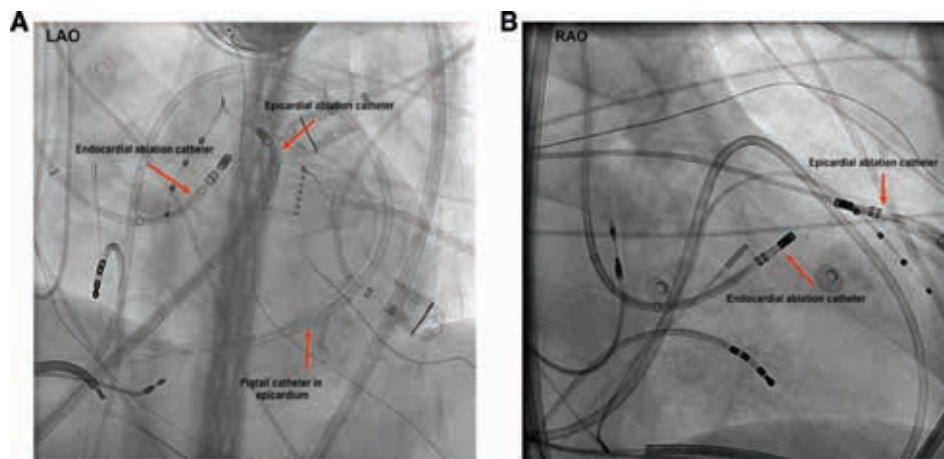 A
LAO
Epicardial ablation catheter
Endocardial ablation catheter
Pigtail catheter in
epicardium
B
RAO
Epicardial ablation catheter
Endocardial ablation catheter